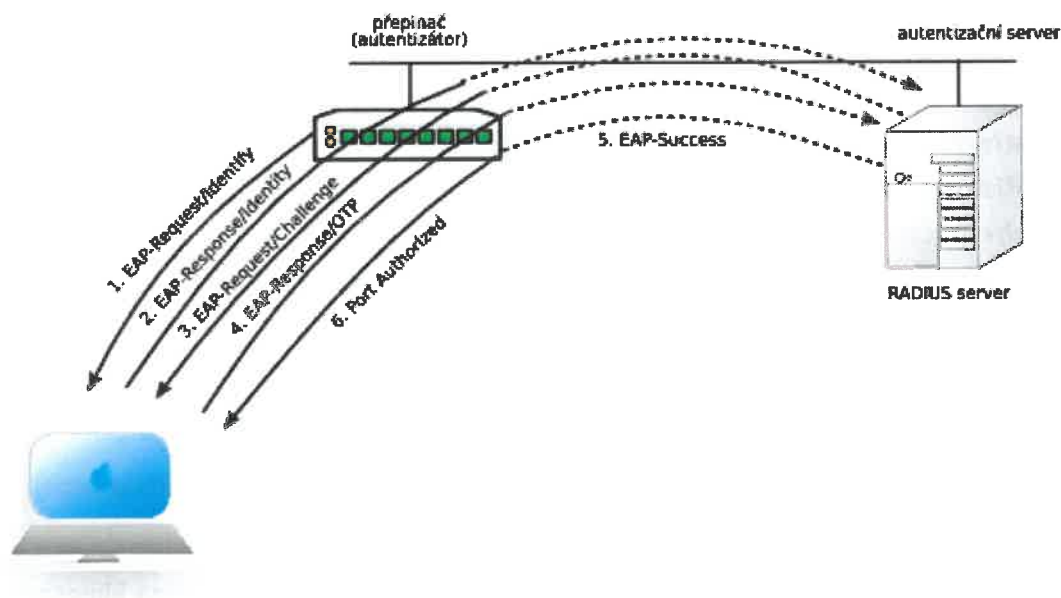 přepínač
(autentizátor)
autentizační server
1. EAP-Request/Identify
2. EAP-Response/Identity
3. EAP-Request/Challenge
4. EAP-Response/OTP
5. EAP-Success
6. Port Authorized
RADIUS server